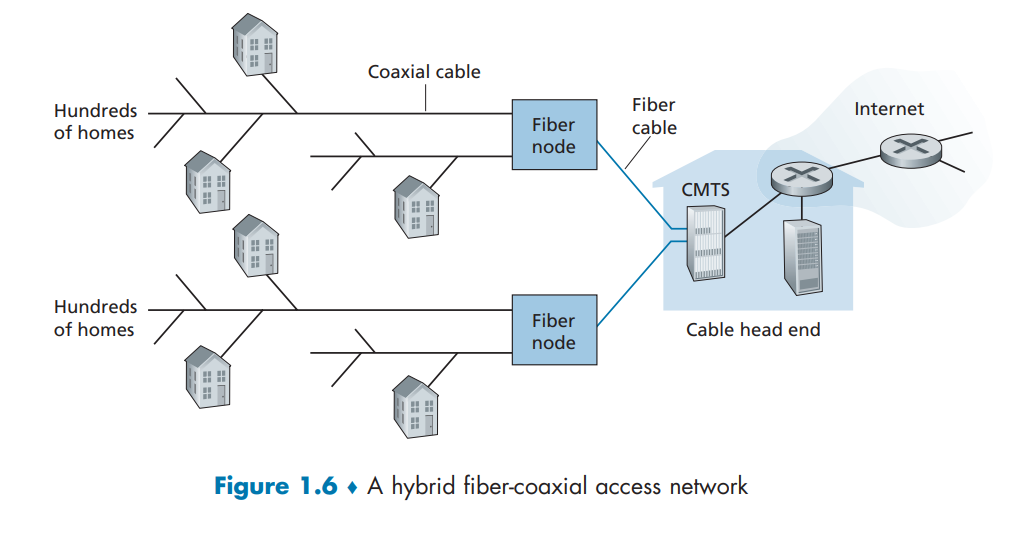 Coaxial cable
Hundreds
of homes
Fiber
node
Fiber
cable
Internet
CMTS
Hundreds
of homes
Fiber
node
Cable head end
Figure 1.6 ♦ A hybrid fiber-coaxial access network